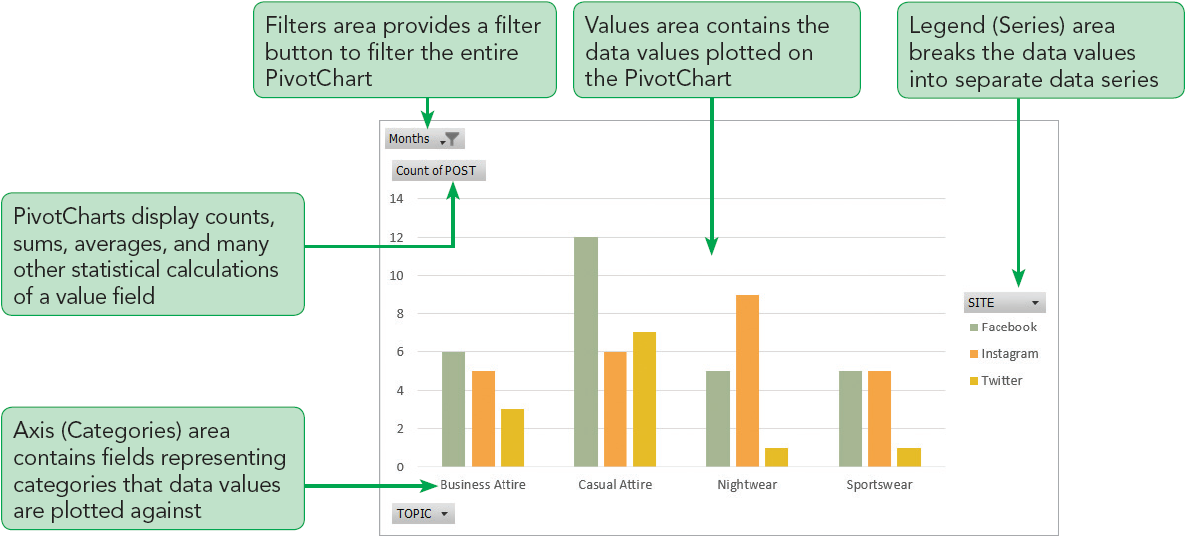 Filters area provides a filter
button to filter the entire
PivotChart
Values area contains the
data values plotted on
the PivotChart
Legend (Series) area
breaks the data values
into separate data series
PivotCharts display counts,
sums, averages, and many
other statistical calculations
of a value field
Axis (Categories) area
contains fields representing
categories that data values
are plotted against
Months
Count of POST
14
12
10
8
6
4
2
0
Business Attire
Casual Attire
Nightwear
Sportswear
TOPIC
SITE
Facebook
Instagram
Twitter